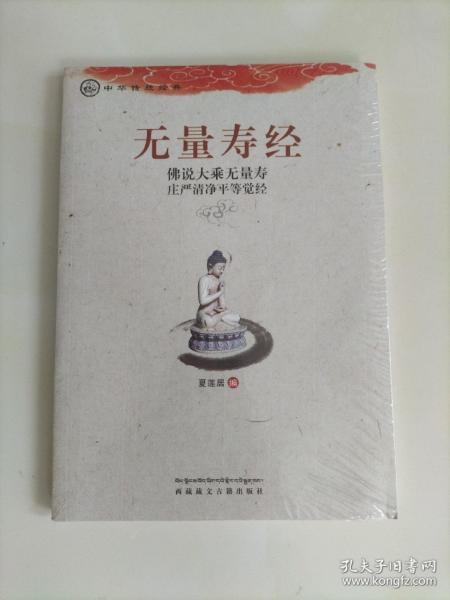 中华传统经典
无量寿经
佛说大乘无量寿
庄严清净平等觉经
夏莲居 编
西藏藏文古籍出版社
孔夫子旧书网
www.kongfz.com